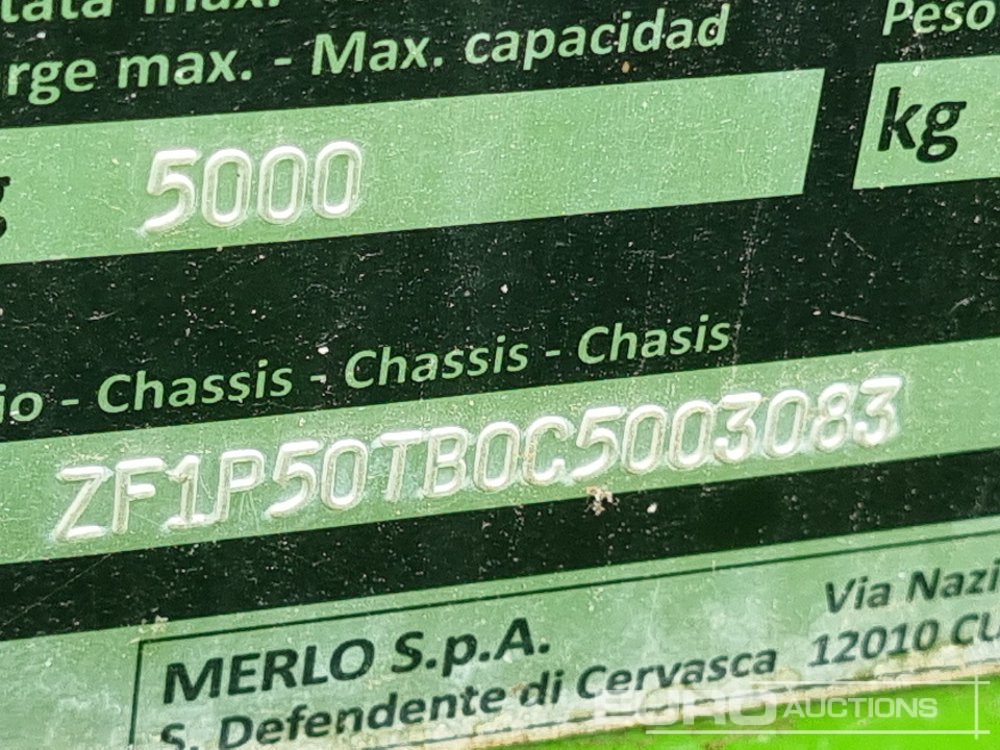 max.
rge max. - Max. capacidad
Peso
5000
kg
io - Chassis - Chassis - Chasis
ZF1P50TB0C5003083
MERLO S.p.A.
S. Defendente di Cervasca
Via Nazi
12010 CU
EURO AUCTIONS